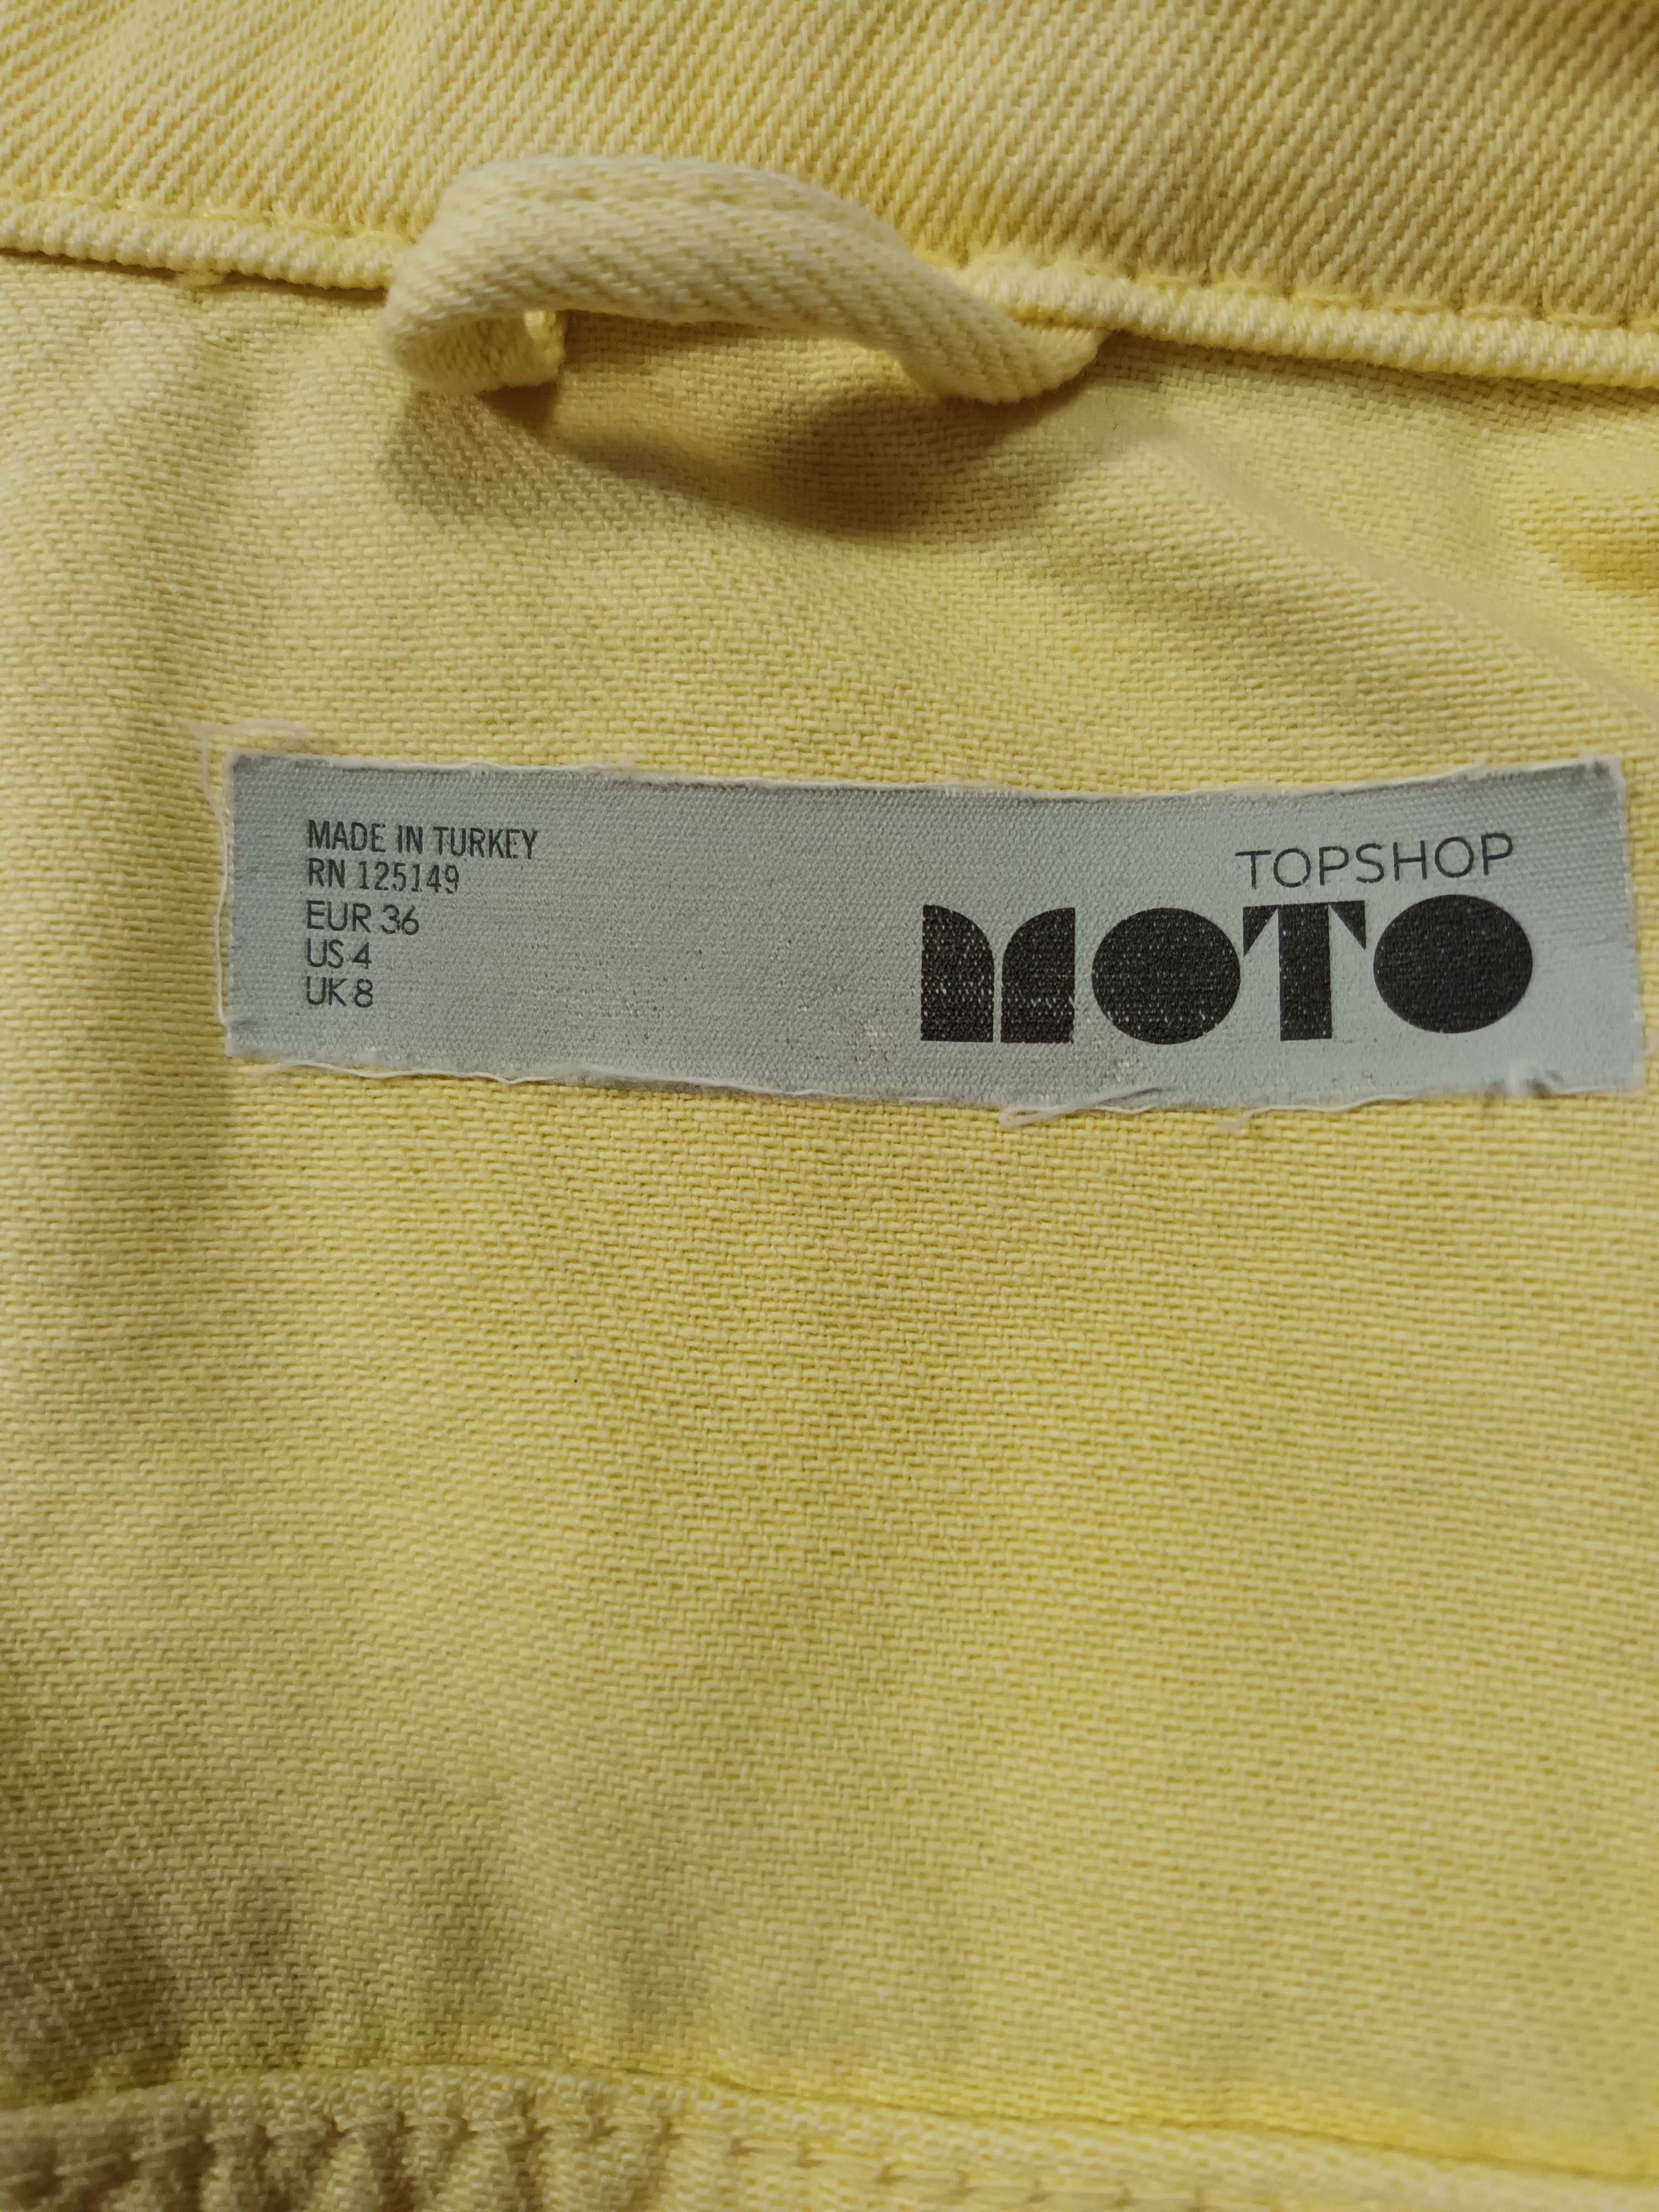 MADE IN TURKEY
RN 125149
EUR 36
US 4
UK 8
TOPSHOP
MOTO